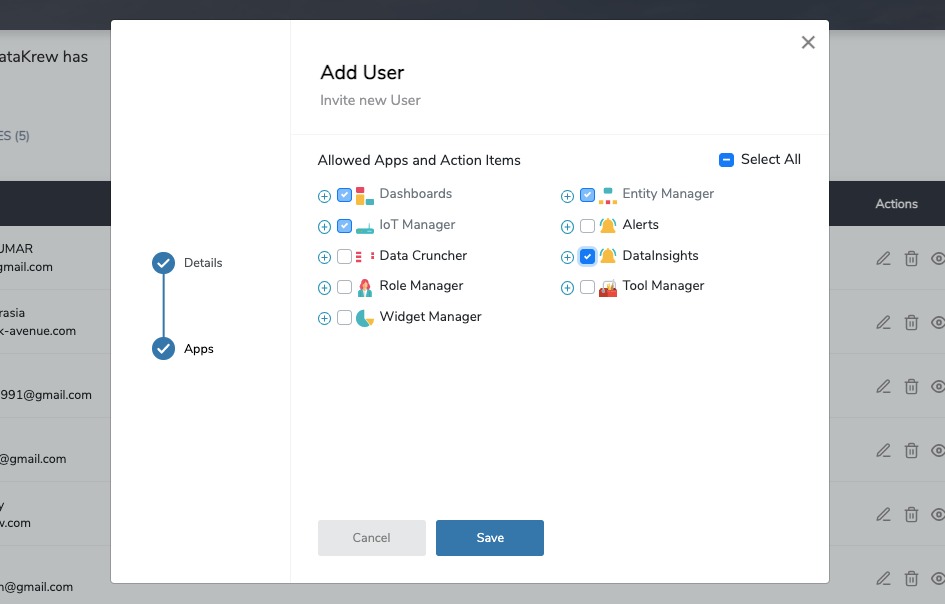 ataKrew has
ES (5)
Actions
UMAR
gmail.com
rasia
k-avenue.com
991@gmail.com
@gmail.com
y
v.com
n@gmail.com
Add User
Invite new User
Details
Apps
Allowed Apps and Action Items
Select All
Dashboards
Entity Manager
IoT Manager
Alerts
Data Cruncher
DataInsights
Role Manager
Tool Manager
Widget Manager
Cancel
Save